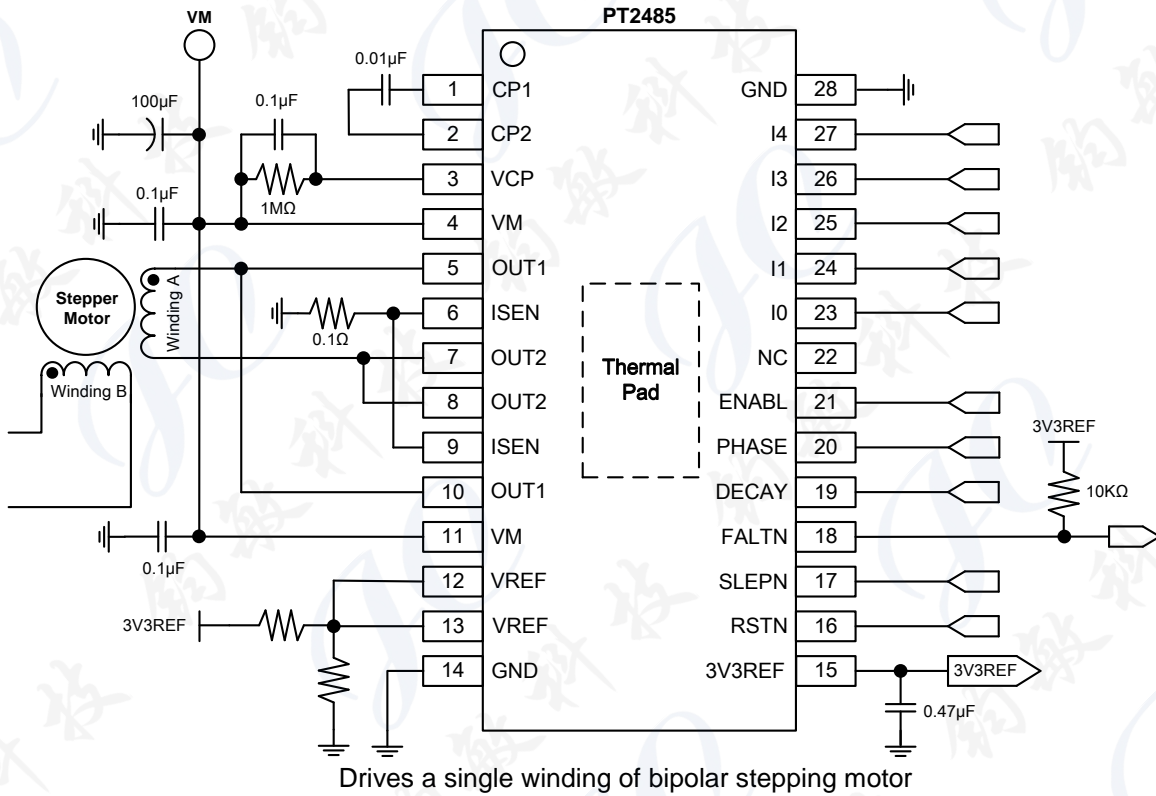 PT2485
VM
100µF
0.1µF
0.1µF
1MΩ
0.01µF
Stepper
Motor
Winding A
Winding B
0.1Ω
0.1µF
3V3REF
1 CP1
2 CP2
3 VCP
4 VM
5 OUT1
6 ISEN
7 OUT2
8 OUT2
9 ISEN
10 OUT1
11 VM
12 VREF
13 VREF
14 GND
Thermal
Pad
GND 28
I4 27
I3 26
I2 25
I1 24
I0 23
NC 22
ENABL 21
PHASE 20
DECAY 19
FALTN 18
SLEPN 17
RSTN 16
3V3REF 15
3V3REF
10KΩ
3V3REF
0.47µF
Drives a single winding of bipolar stepping motor